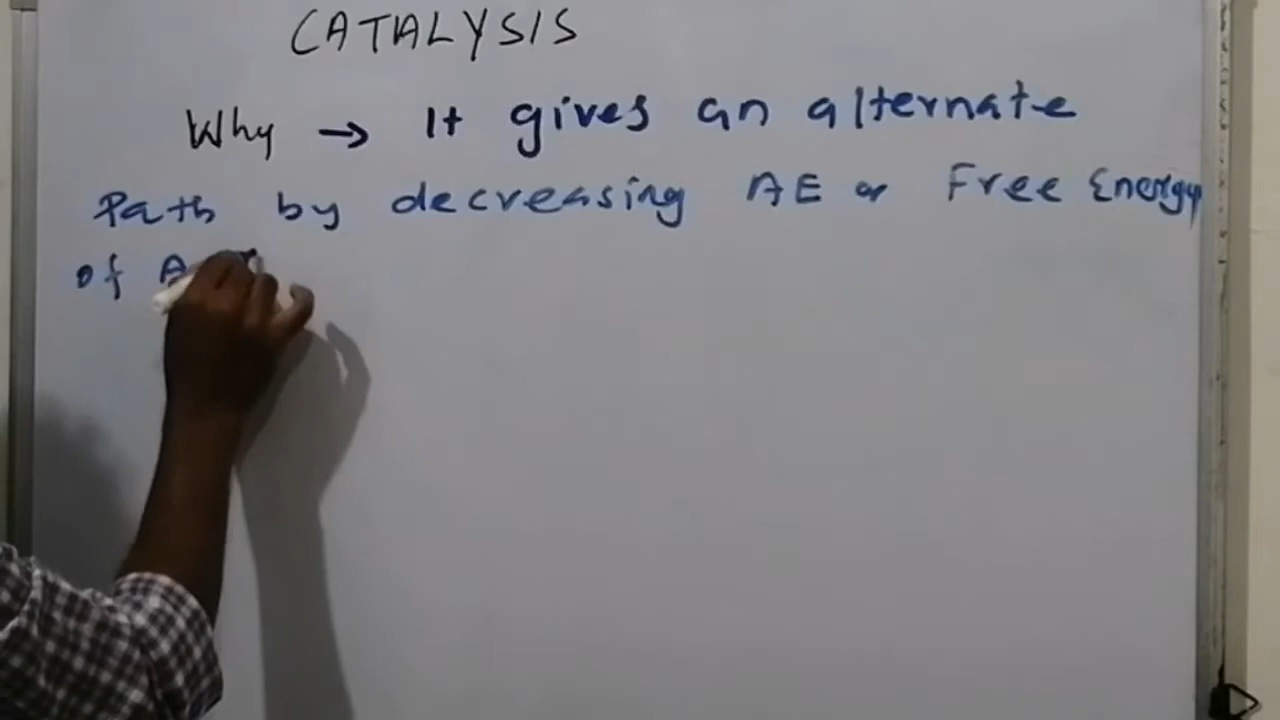 CATALYSIS
Why → It gives an alternate
Path by decreasing AE or Free Energy
of